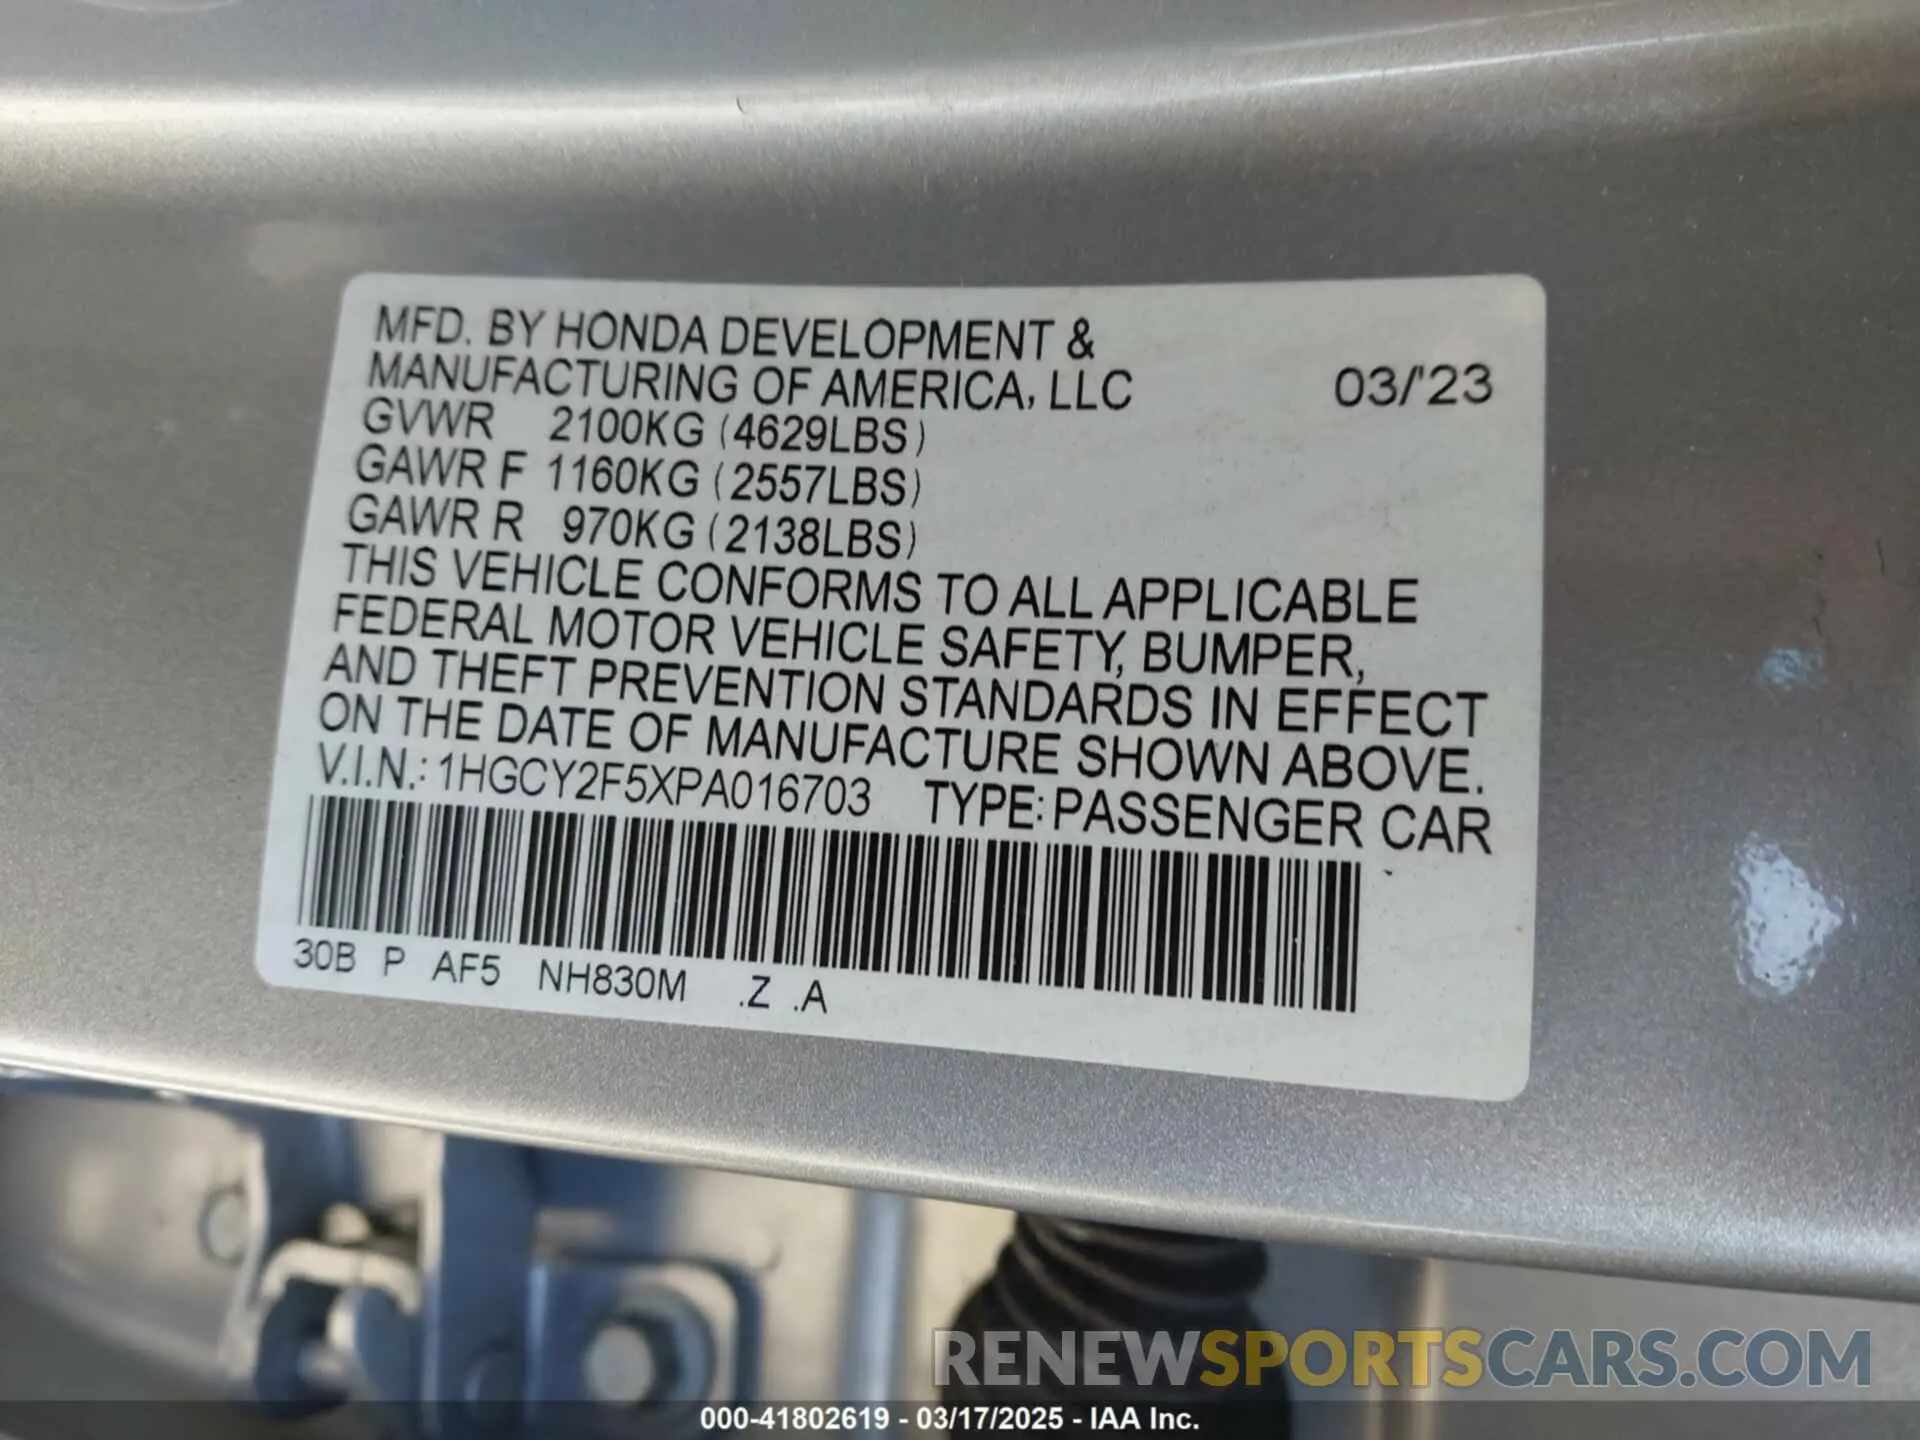 MFD. BY HONDA DEVELOPMENT &
MANUFACTURING OF AMERICA, LLC 03/'23
GVWR 2100KG (4629LBS)
GAWR F 1160KG (2557LBS)
GAWR R 970KG (2138LBS)
THIS VEHICLE CONFORMS TO ALL APPLICABLE
FEDERAL MOTOR VEHICLE SAFETY, BUMPER,
AND THEFT PREVENTION STANDARDS IN EFFECT
ON THE DATE OF MANUFACTURE SHOWN ABOVE.
V.I.N.: 1HGCY2F5XPA016703 TYPE: PASSENGER CAR
30B P AF5 NH830M .Z .A
RENEWSPORTSCARS.COM
000-41802619 - 03/17/2025 - IAA Inc.